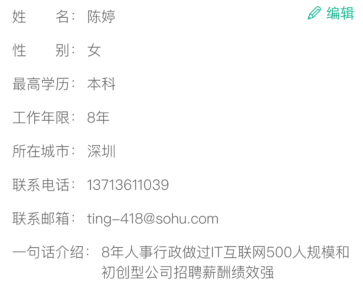 姓　　名： 陈婷
编辑
性　　别： 女
最高学历： 本科
工作年限： 8年
所在城市： 深圳
联系电话： 13713611039
联系邮箱： ting-418@sohu.com
一句话介绍： 8年人事行政做过IT互联网500人规模和
初创型公司招聘薪酬绩效强